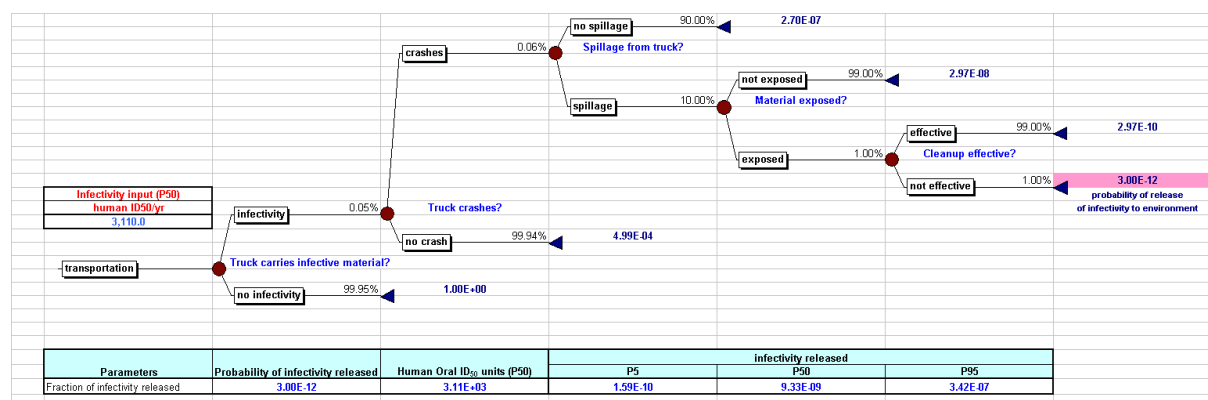 no spillage 90.00% 2.70E-07
crashes 0.06% Spillage from truck?
not exposed 99.00% 2.97E-08
spillage 10.00% Material exposed?
effective 99.00% 2.97E-10
exposed 1.00% Cleanup effective?
not effective 1.00% 3.00E-12
probability of release
of infectivity to environment
Infectivity input (P50)
human ID50/yr
3,110.0
infectivity 0.05% Truck crashes?
no crash 99.94% 4.99E-04
transportation Truck carries infective material?
no infectivity 99.95% 1.00E+00
infectivity released
Parameters Probability of infectivity released Human Oral ID50 units (P50) P5 P50 P95
Fraction of infectivity released 3.00E-12 3.11E+03 1.59E-10 9.33E-09 3.42E-07